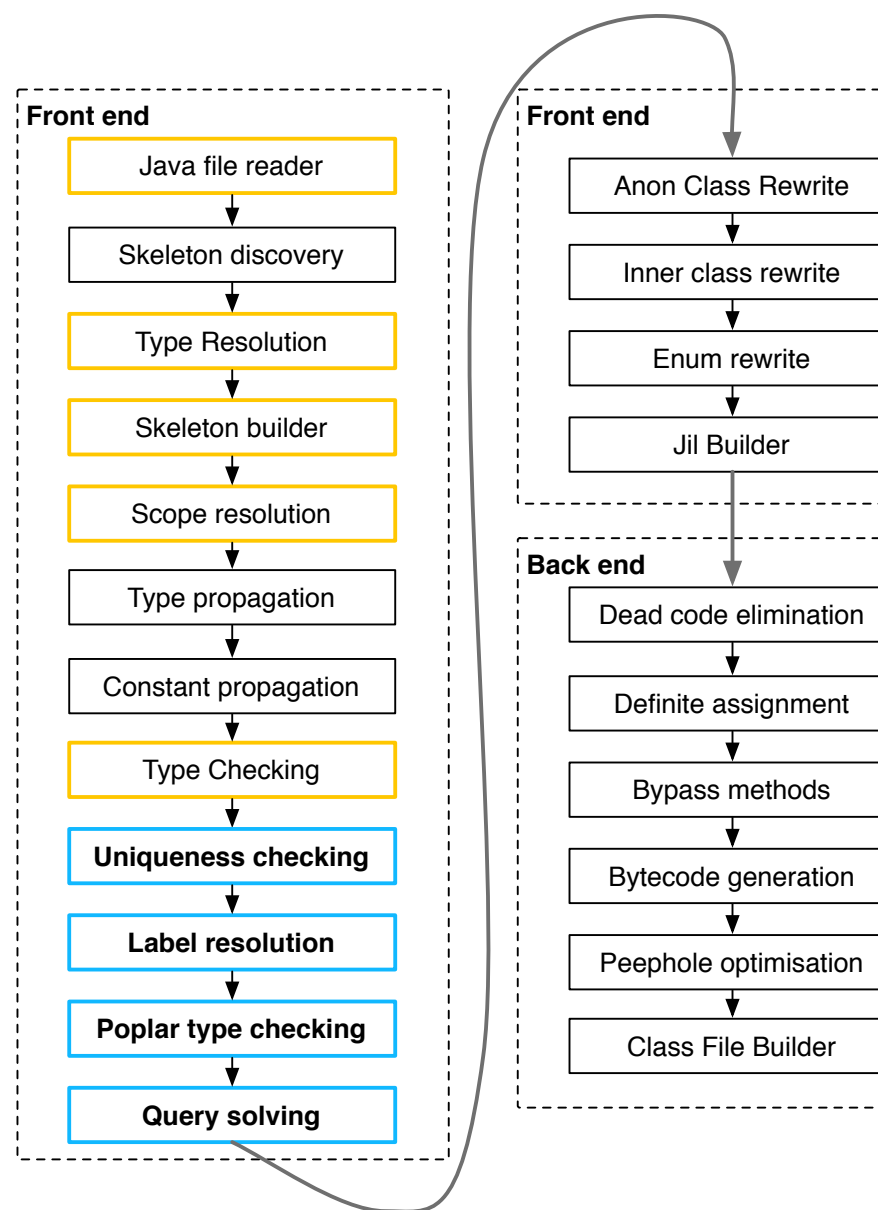 Front end
Java file reader
Skeleton discovery
Type Resolution
Skeleton builder
Scope resolution
Type propagation
Constant propagation
Type Checking
Uniqueness checking
Label resolution
Poplar type checking
Query solving
Front end
Anon Class Rewrite
Inner class rewrite
Enum rewrite
Jil Builder
Back end
Dead code elimination
Definite assignment
Bypass methods
Bytecode generation
Peephole optimisation
Class File Builder